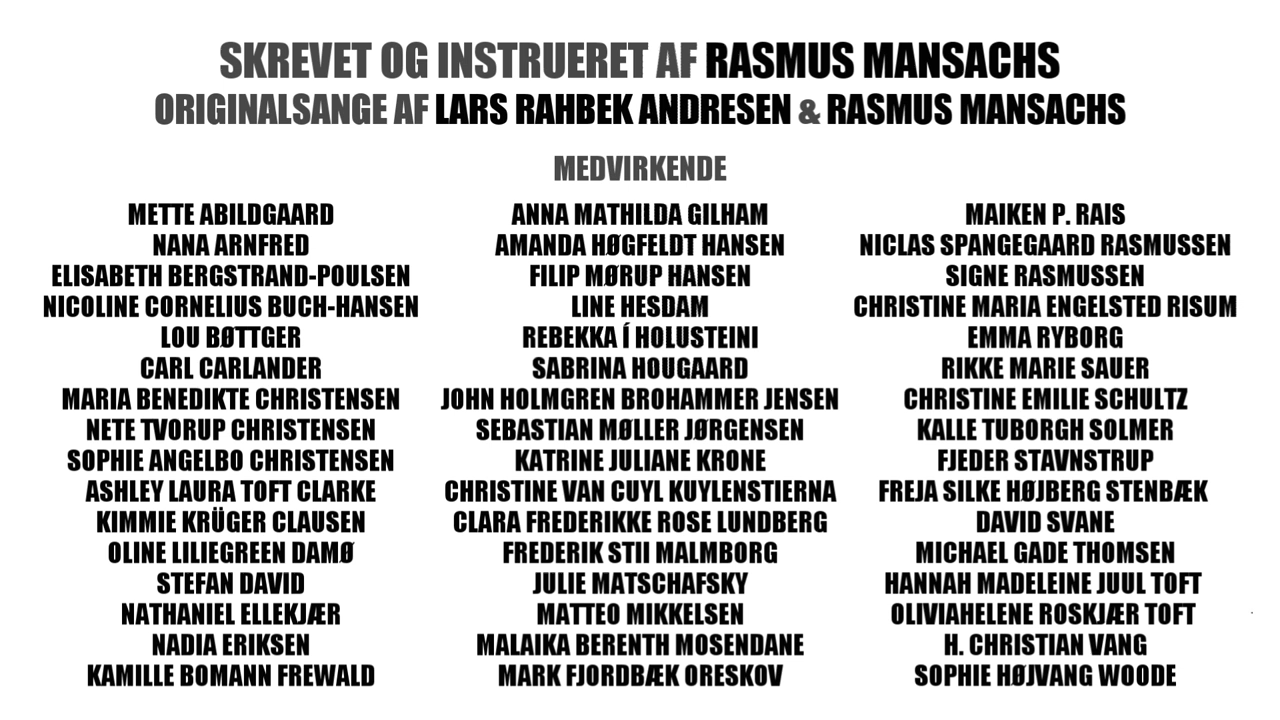 SKREVET OG INSTRUERET AF RASMUS MANSACHS
ORIGINALSANGE AF LARS RAHBEK ANDRESEN & RASMUS MANSACHS
MEDVIRKENDE
METTE ABILDGAARD
NANA ARNFRED
ELISABETH BERGSTRAND-POULSEN
NICOLINE CORNELIUS BUCH-HANSEN
LOU BØTTGER
CARL CARLANDER
MARIA BENEDIKTE CHRISTENSEN
NETE TVORUP CHRISTENSEN
SOPHIE ANGELBO CHRISTENSEN
ASHLEY LAURA TOFT CLARKE
KIMMIE KRÜGER CLAUSEN
OLINE LILIEGREEN DAMØ
STEFAN DAVID
NATHANIEL ELLEKJÆR
NADIA ERIKSEN
KAMILLE BOMANN FREWALD
ANNA MATHILDA GILHAM
AMANDA HØGFELDT HANSEN
FILIP MØRUP HANSEN
LINE HESDAM
REBEKKA Í HOLUSTEINI
SABRINA HOUGAARD
JOHN HOLMGREN BROHAMMER JENSEN
SEBASTIAN MØLLER JØRGENSEN
KATRINE JULIANE KRONE
CHRISTINE VAN CUYL KUYLENSTIERNA
CLARA FREDERIKKE ROSE LUNDBERG
FREDERIK STII MALMBORG
JULIE MATSCHAFSKY
MATTEO MIKKELSEN
MALAIKA BERENTH MOSENDANE
MARK FJORDBÆK ORESKOV
MAIKEN P. RAIS
NICLAS SPANGEGAARD RASMUSSEN
SIGNE RASMUSSEN
CHRISTINE MARIA ENGELSTED RISUM
EMMA RYBORG
RIKKE MARIE SAUER
CHRISTINE EMILIE SCHULTZ
KALLE TUBORGH SOLMER
FJEDER STAVNSTRUP
FREJA SILKE HØJBERG STENBÆK
DAVID SVANE
MICHAEL GADE THOMSEN
HANNAH MADELEINE JUUL TOFT
OLIVIAHELENE ROSKJÆR TOFT
H. CHRISTIAN VANG
SOPHIE HØJVANG WOODE